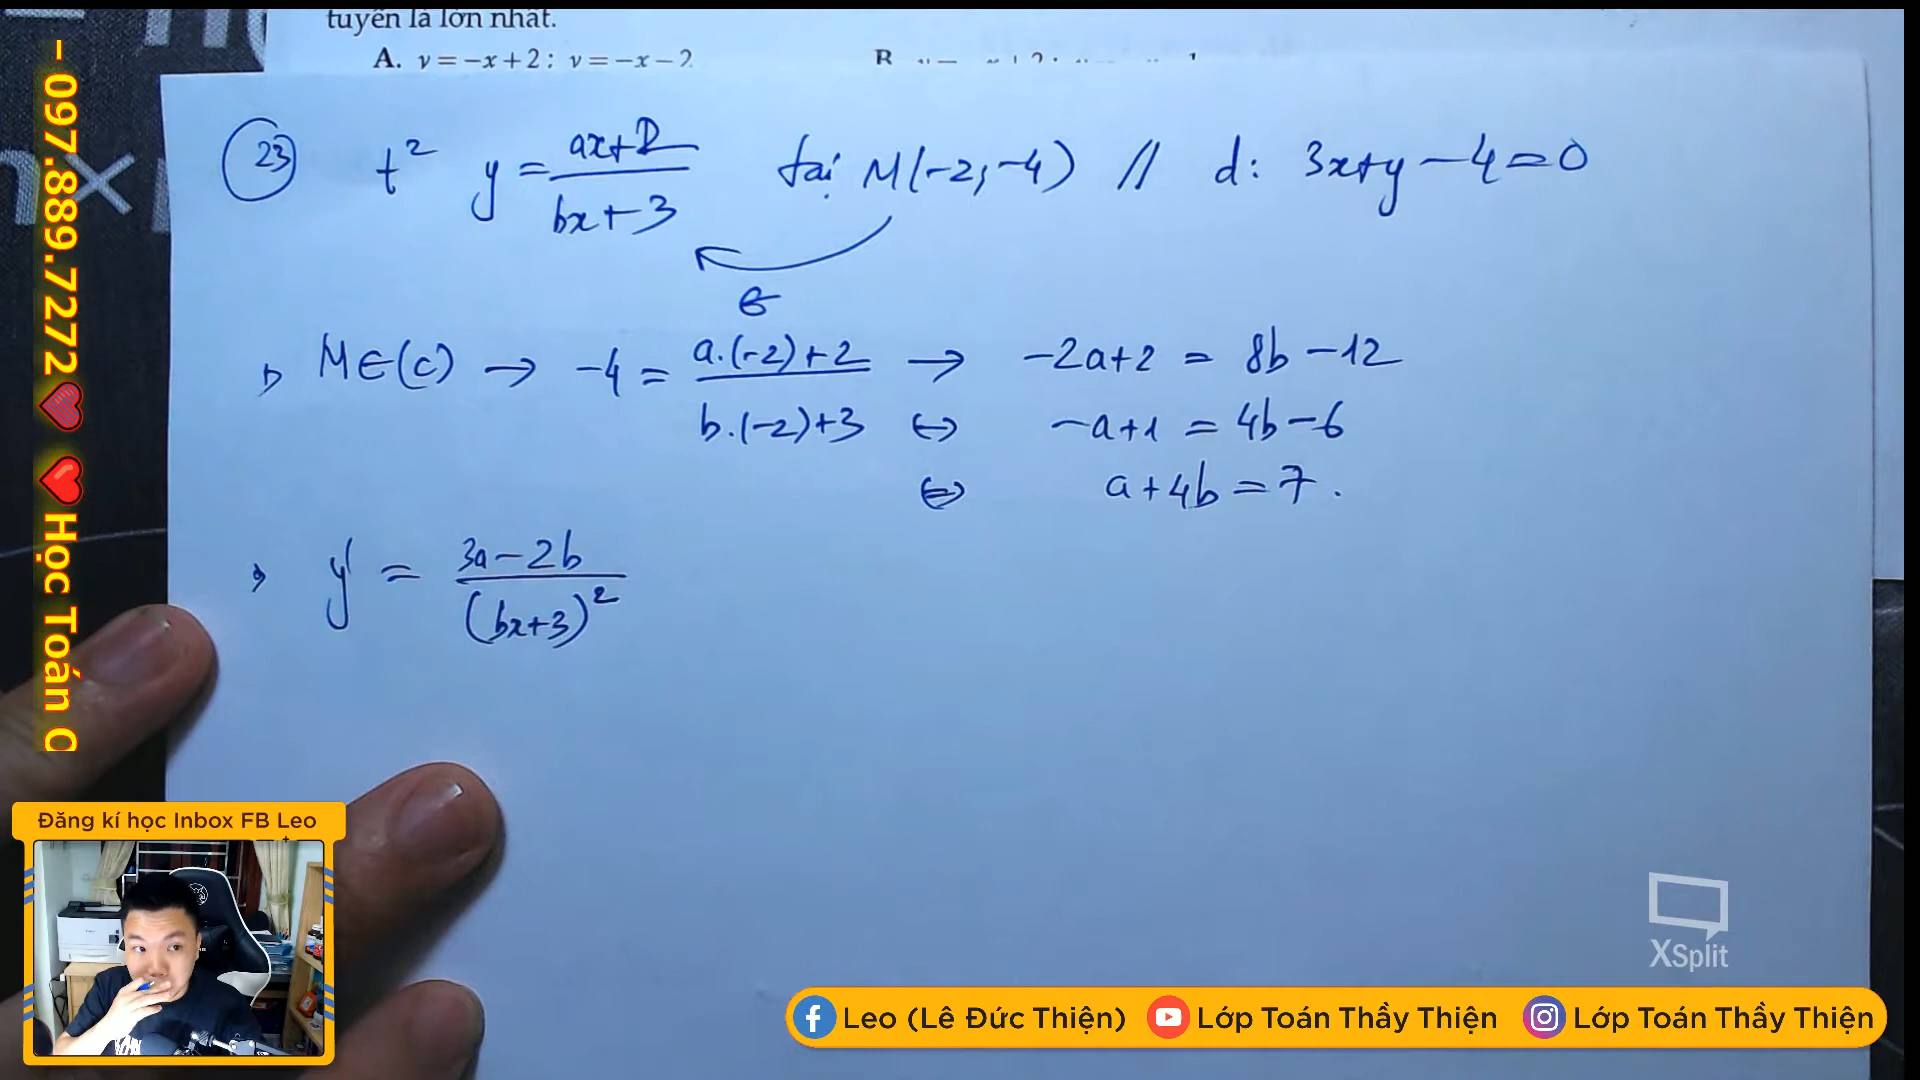 tuyến là lớn nhất.
A. y = −x + 2 ; y = −x − 2
B
(23) t² y = (ax+2)/(bx+3) tại M(-2,-4) // d: 3x+y-4=0
M∈(C) → -4 = (a.(-2)+2)/(b.(-2)+3) → -2a+2 = 8b-12
↔ -a+1 = 4b-6
⇔ a+4b=7.
y' = (3a-2b)/(bx+3)²
- 097.889.7272 ❤ ❤ Học Toán O
Đăng kí học Inbox FB Leo
XSplit
Leo (Lê Đức Thiện) Lớp Toán Thầy Thiện Lớp Toán Thầy Thiện